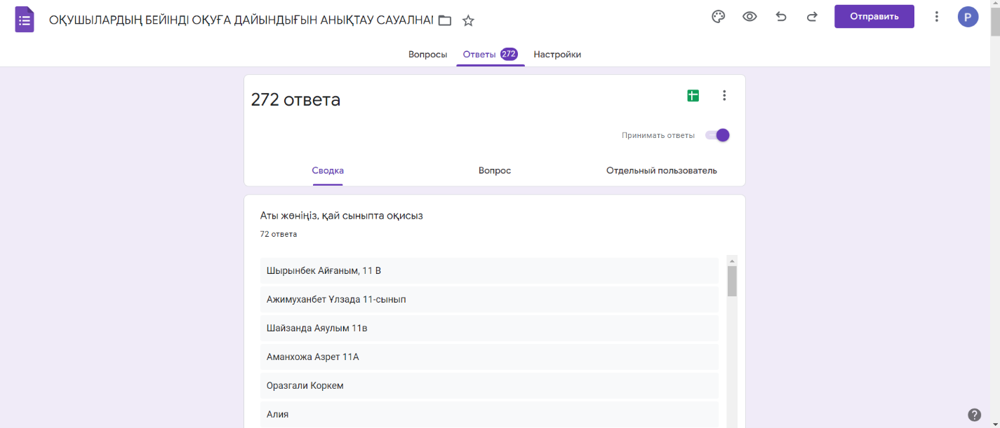 ОҚУШЫЛАРДЫҢ БЕЙІНДІ ОҚУҒА ДАЙЫНДЫҒЫН АНЫҚТАУ САУАЛНАМ
Отправить
Р
Вопросы Ответы 272 Настройки
272 ответа
Принимать ответы
Сводка Вопрос Отдельный пользователь
Аты жөніңіз, қай сыныпта оқисыз
72 ответа
Шырынбек Айғаным, 11 В
Ажимуханбет Ұлзада 11-сынып
Шайзанда Аяулым 11в
Аманхожа Азрет 11А
Оразгали Коркем
Алия